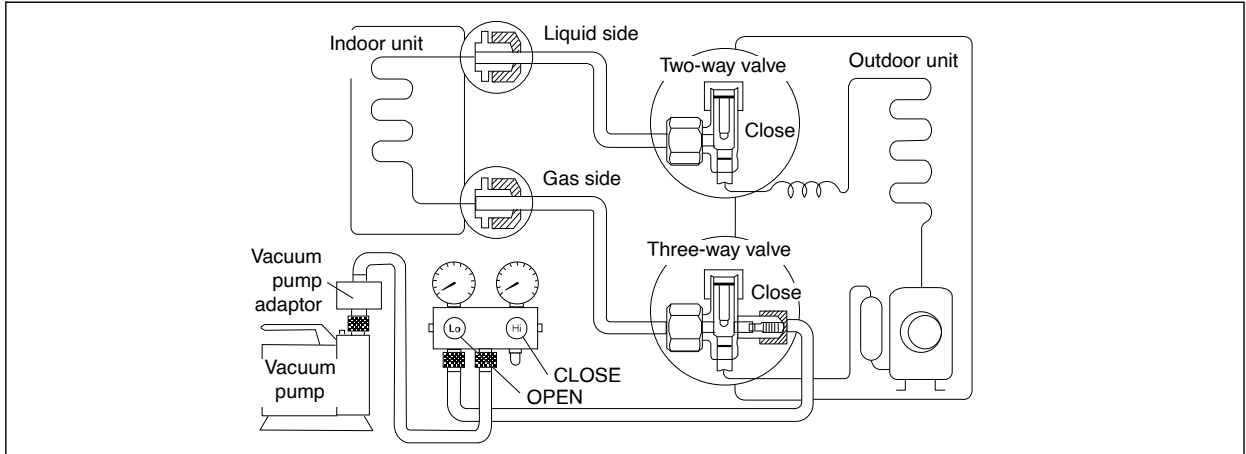 Indoor unit
Liquid side
Two-way valve
Close
Outdoor unit
Gas side
Three-way valve
Close
Vacuum
pump
adaptor
Lo
Hi
Vacuum
pump
CLOSE
OPEN